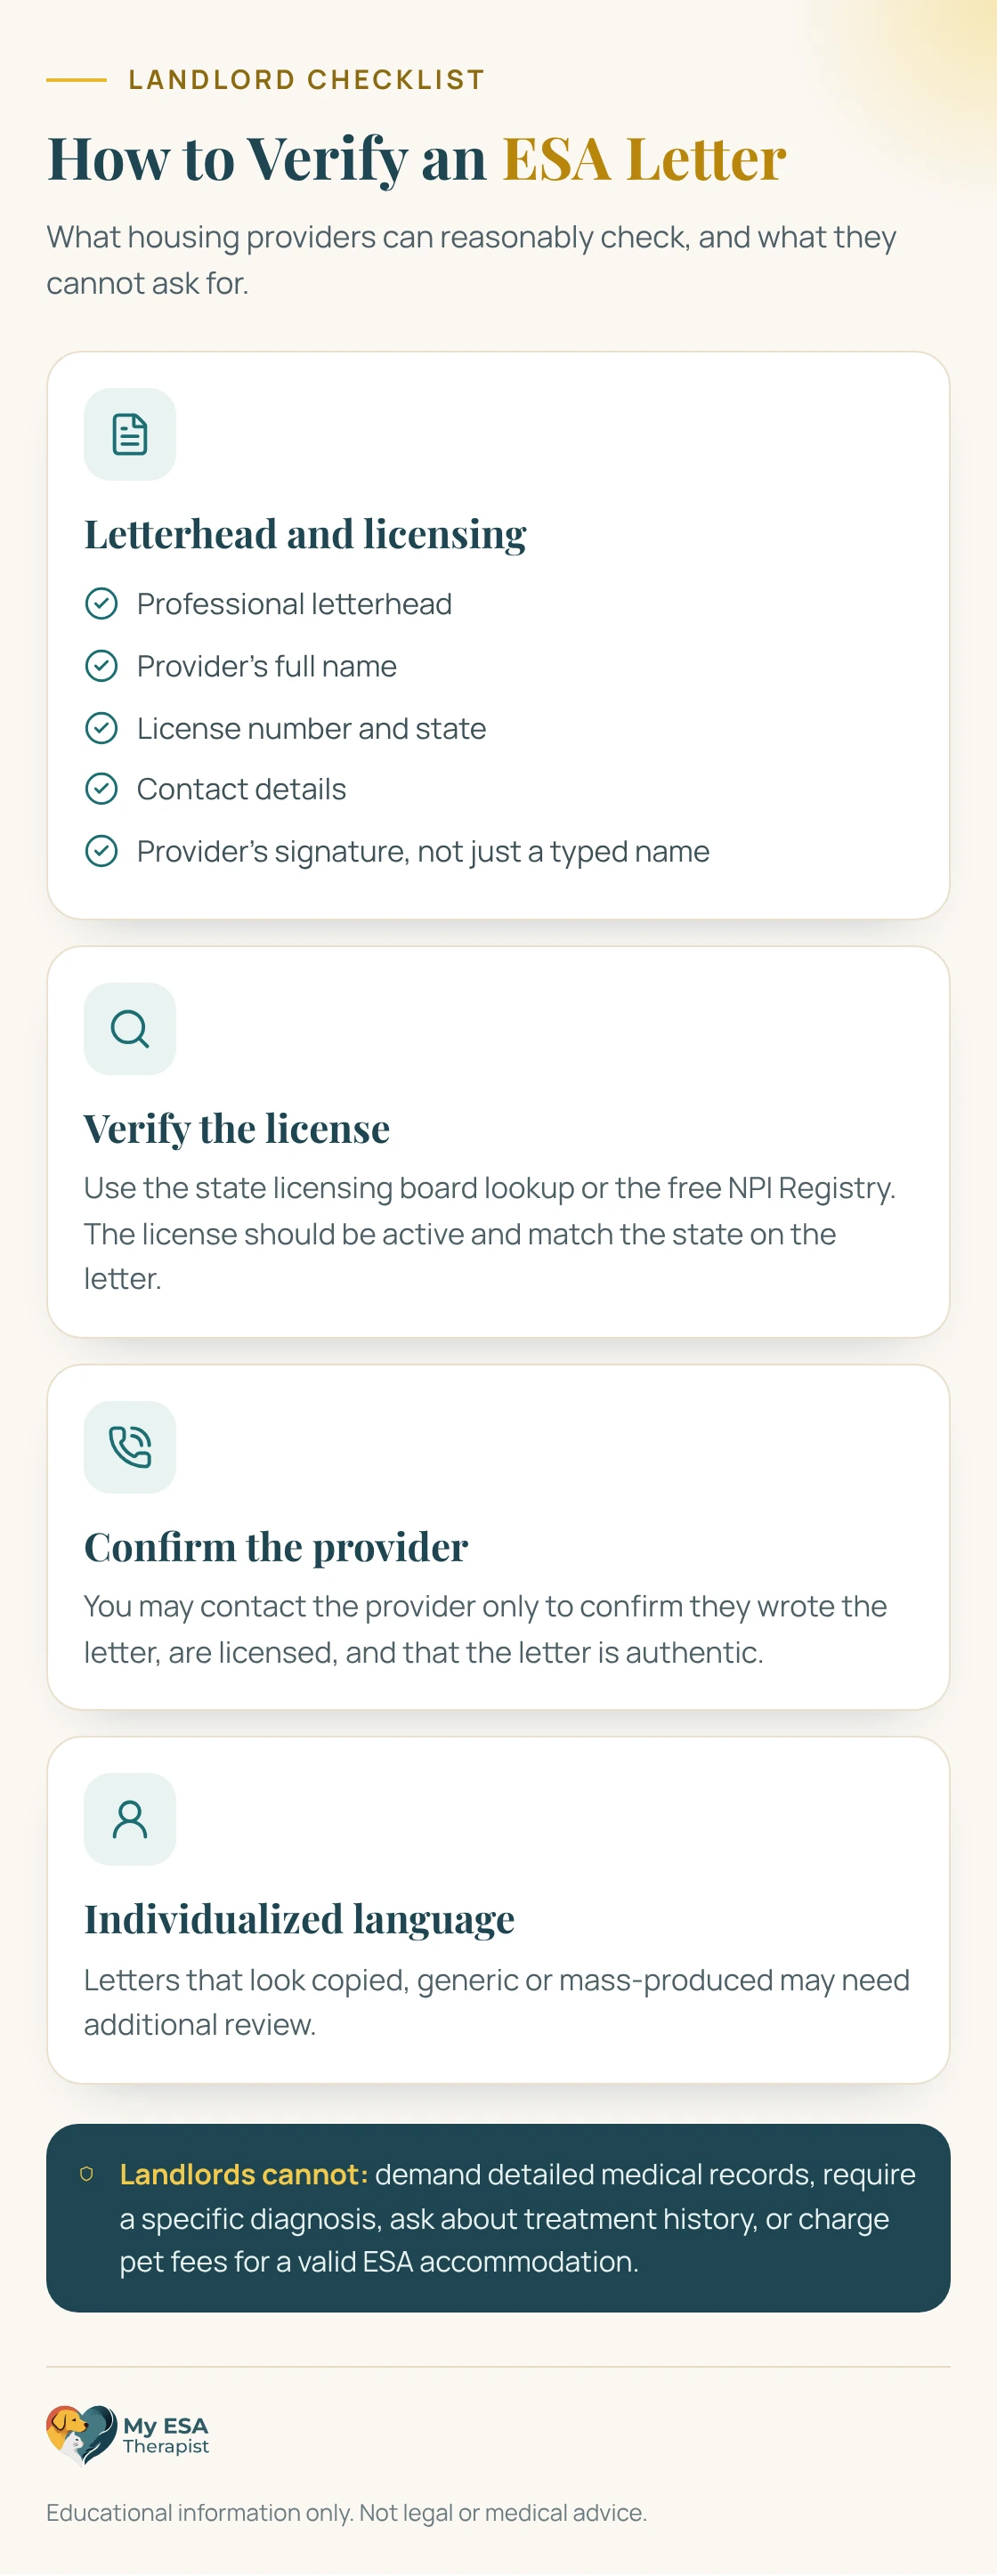 LANDLORD CHECKLIST
How to Verify an ESA Letter
What housing providers can reasonably check, and what they
cannot ask for.
Letterhead and licensing
Professional letterhead
Provider’s full name
License number and state
Contact details
Provider’s signature, not just a typed name
Verify the license
Use the state licensing board lookup or the free NPI Registry.
The license should be active and match the state on the
letter.
Confirm the provider
You may contact the provider only to confirm they wrote the
letter, are licensed, and that the letter is authentic.
Individualized language
Letters that look copied, generic or mass-produced may need
additional review.
Landlords cannot: demand detailed medical records, require
a specific diagnosis, ask about treatment history, or charge
pet fees for a valid ESA accommodation.
My ESA
Therapist
Educational information only. Not legal or medical advice.